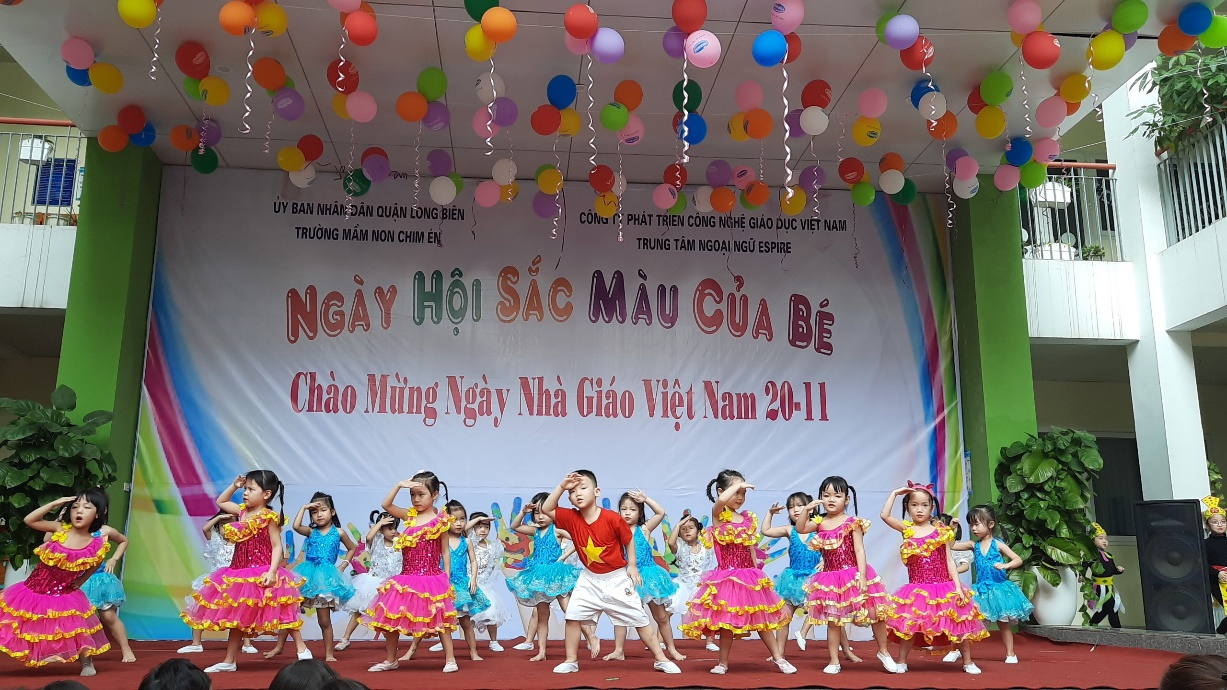 ỦY BAN NHÂN DÂN QUẬN LONG BIÊN
TRƯỜNG MẦM NON CHIM ÉN
CÔNG TY PHÁT TRIỂN CÔNG NGHỆ GIÁO DỤC VIỆT NAM
TRUNG TÂM NGOẠI NGỮ ESPIRE
NGÀY HỘI SẮC MÀU CỦA BÉ
Chào Mừng Ngày Nhà Giáo Việt Nam 20-11